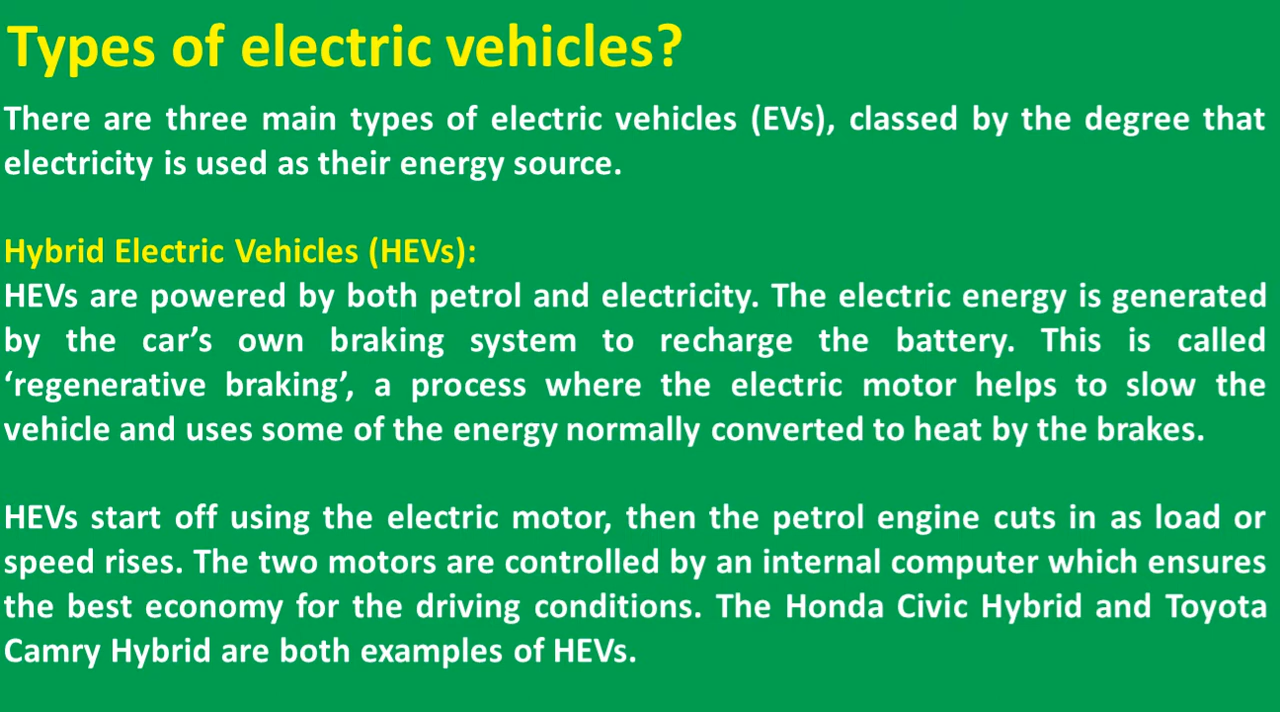 Types of electric vehicles?
There are three main types of electric vehicles (EVs), classed by the degree that
electricity is used as their energy source.
Hybrid Electric Vehicles (HEVs):
HEVs are powered by both petrol and electricity. The electric energy is generated
by the car’s own braking system to recharge the battery. This is called
‘regenerative braking’, a process where the electric motor helps to slow the
vehicle and uses some of the energy normally converted to heat by the brakes.
HEVs start off using the electric motor, then the petrol engine cuts in as load or
speed rises. The two motors are controlled by an internal computer which ensures
the best economy for the driving conditions. The Honda Civic Hybrid and Toyota
Camry Hybrid are both examples of HEVs.